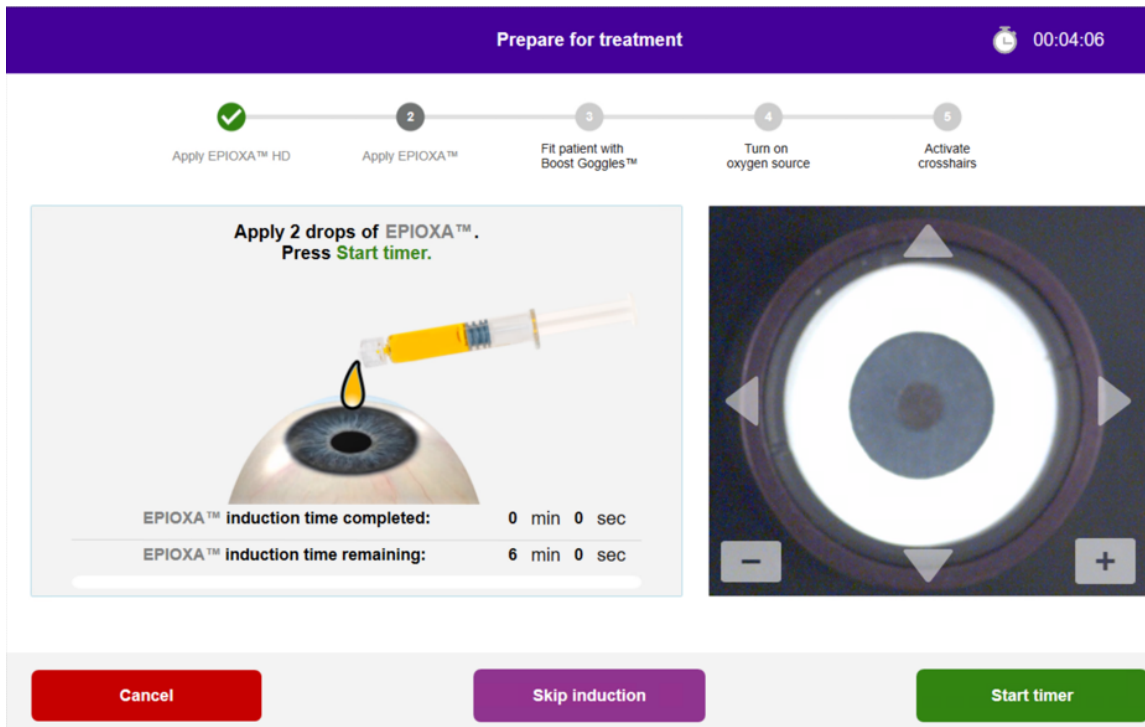 Prepare for treatment
00:04:06
2
3
4
5
Apply EPIOXA™ HD
Apply EPIOXA™
Fit patient with
Boost Goggles™
Turn on
oxygen source
Activate
crosshairs
Apply 2 drops of EPIOXA™.
Press Start timer.
EPIOXA™ induction time completed: 0 min 0 sec
EPIOXA™ induction time remaining: 6 min 0 sec
− +
Cancel
Skip induction
Start timer